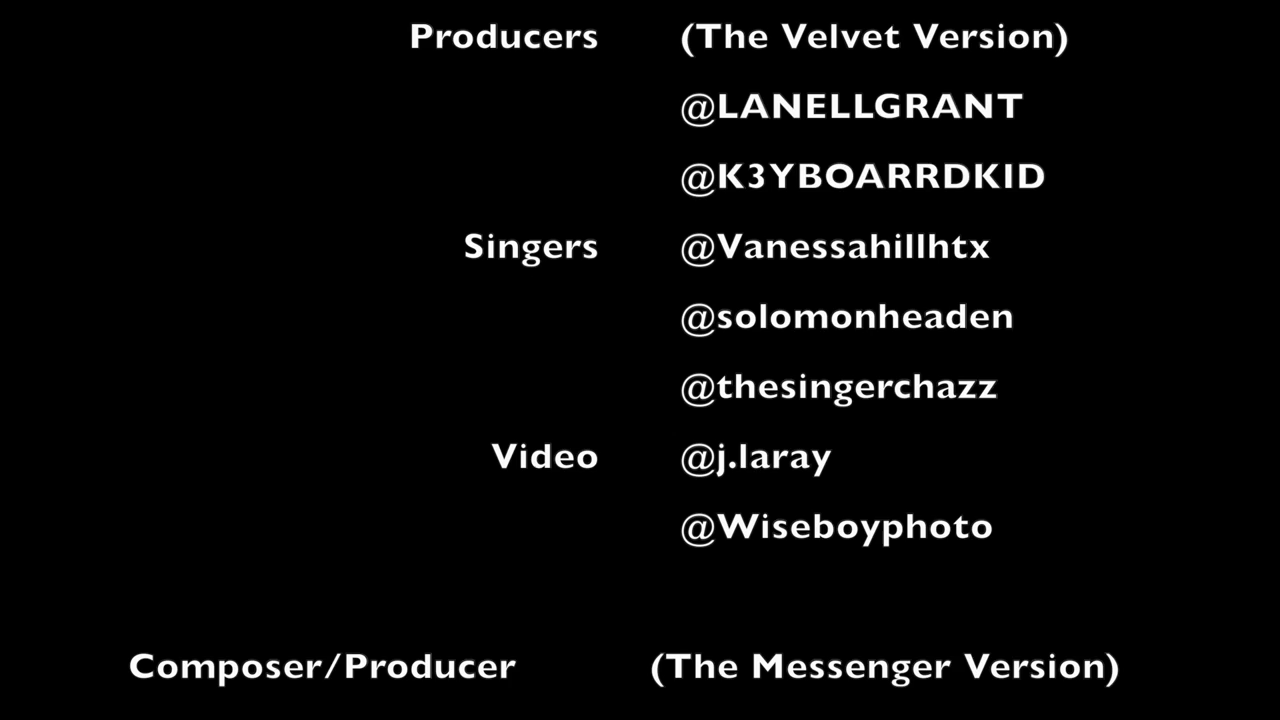 Producers (The Velvet Version)
@LANELLGRANT
@K3YBOARRDKID
Singers @Vanessahillhtx
@solomonheaden
@thesingerchazz
Video @j.laray
@Wiseboyphoto
Composer/Producer (The Messenger Version)